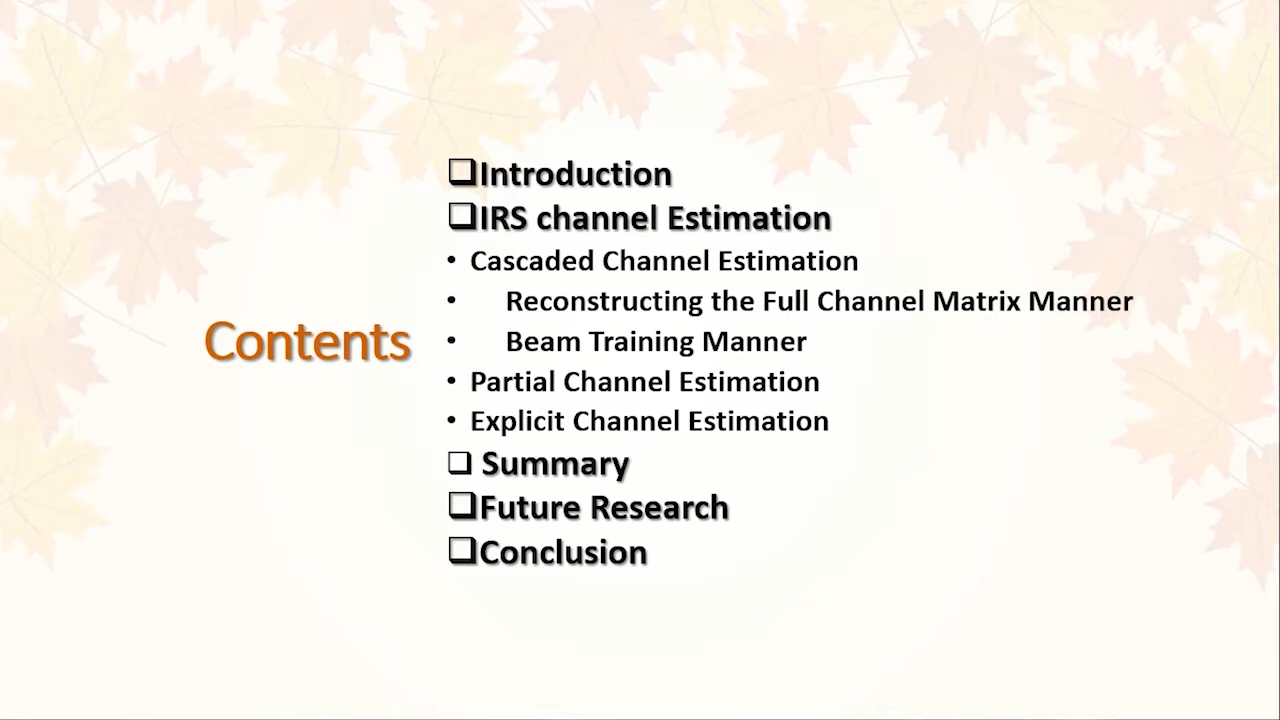 Contents
❑Introduction
❑IRS channel Estimation
• Cascaded Channel Estimation
• Reconstructing the Full Channel Matrix Manner
• Beam Training Manner
• Partial Channel Estimation
• Explicit Channel Estimation
❑ Summary
❑Future Research
❑Conclusion